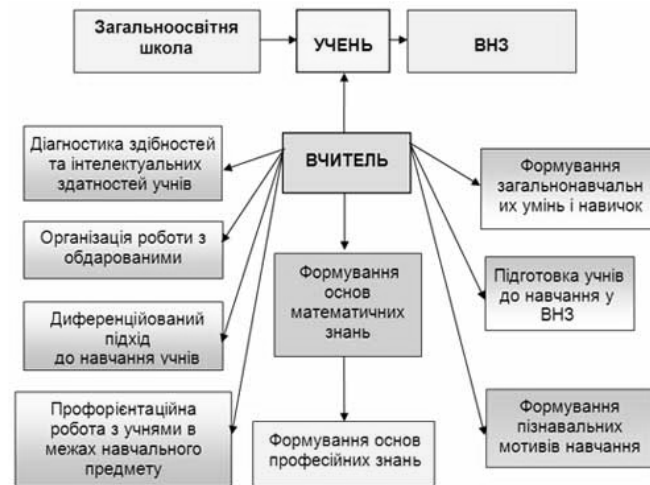 Загальноосвітня
школа
УЧЕНЬ
ВНЗ
ВЧИТЕЛЬ
Діагностика здібностей
та інтелектуальних
здатностей учнів
Організація роботи з
обдарованими
Диференційований
підхід
до навчання учнів
Профорієнтаційна
робота з учнями в
межах навчального
предмету
Формування
основ
математичних
знань
Формування основ
професійних знань
Формування
загальнонавчальн
их умінь і навичок
Підготовка учнів
до навчання у
ВНЗ
Формування
пізнавальних
мотивів навчання